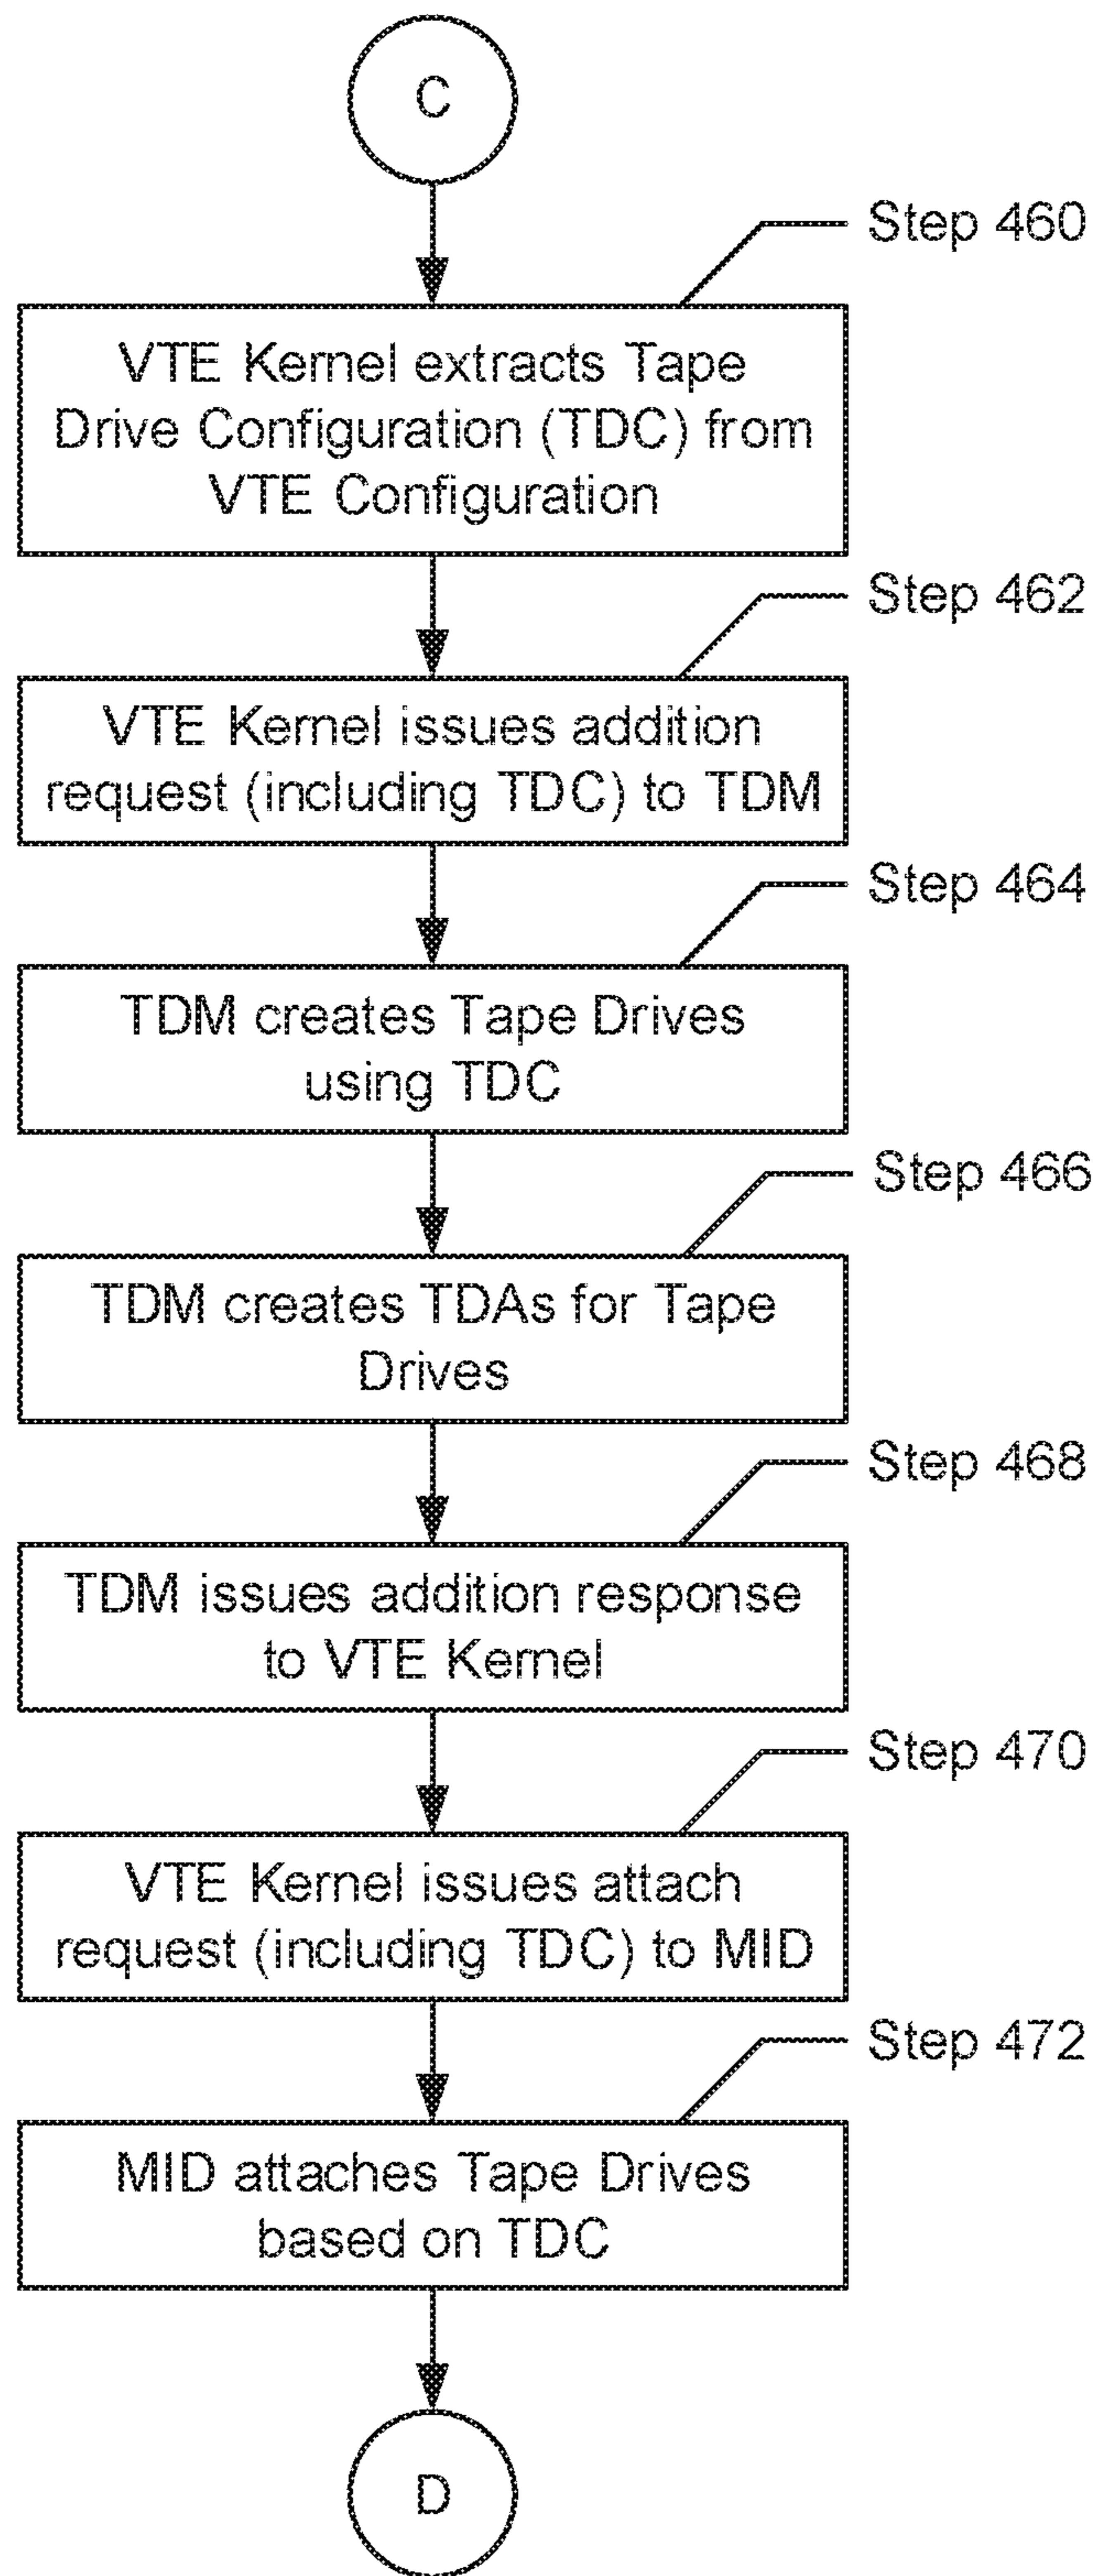 C
Step 460
VTE Kernel extracts Tape
Drive Configuration (TDC) from
VTE Configuration
Step 462
VTE Kernel issues addition
request (including TDC) to TDM
Step 464
TDM creates Tape Drives
using TDC
Step 466
TDM creates TDAs for Tape
Drives
Step 468
TDM issues addition response
to VTE Kernel
Step 470
VTE Kernel issues attach
request (including TDC) to MID
Step 472
MID attaches Tape Drives
based on TDC
D